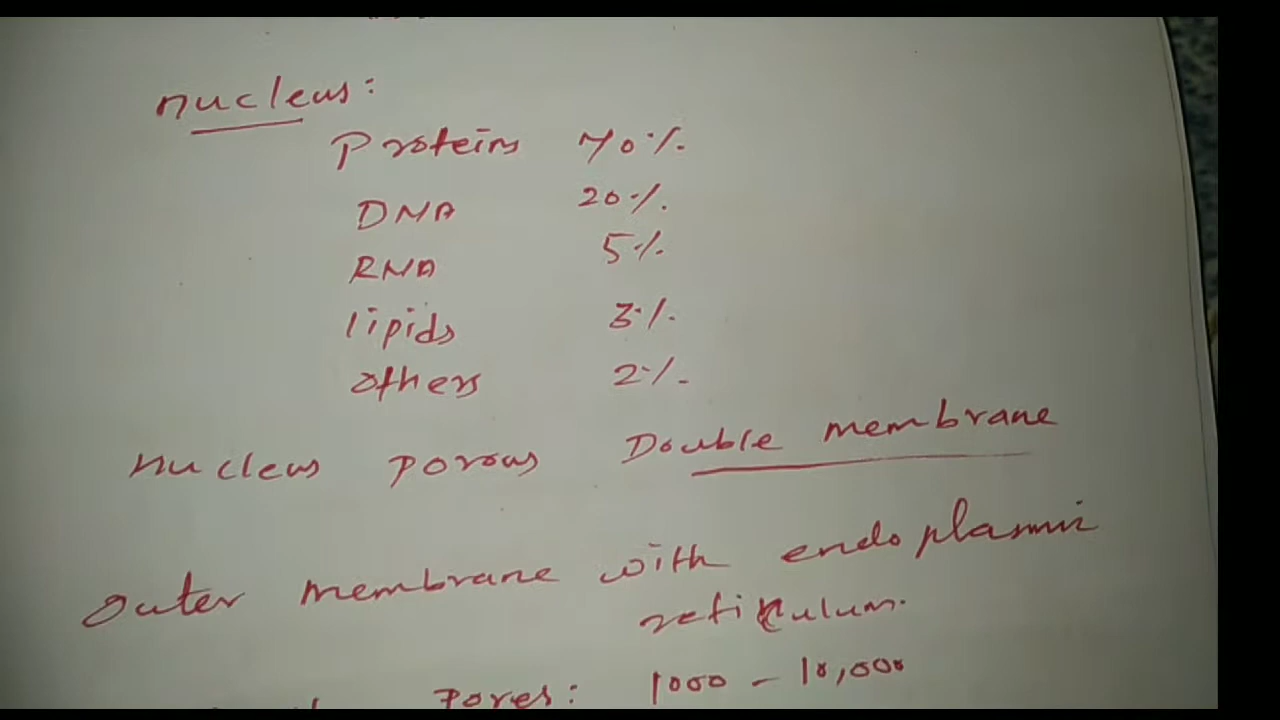 nucleus:
Proteins 70%.
DNA 20%.
RNA 5%
lipids 3%.
others 2%.
nucleus porous Double membrane
outer membrane with endoplasmic
reticulum.
Pores: 1000 - 10,000